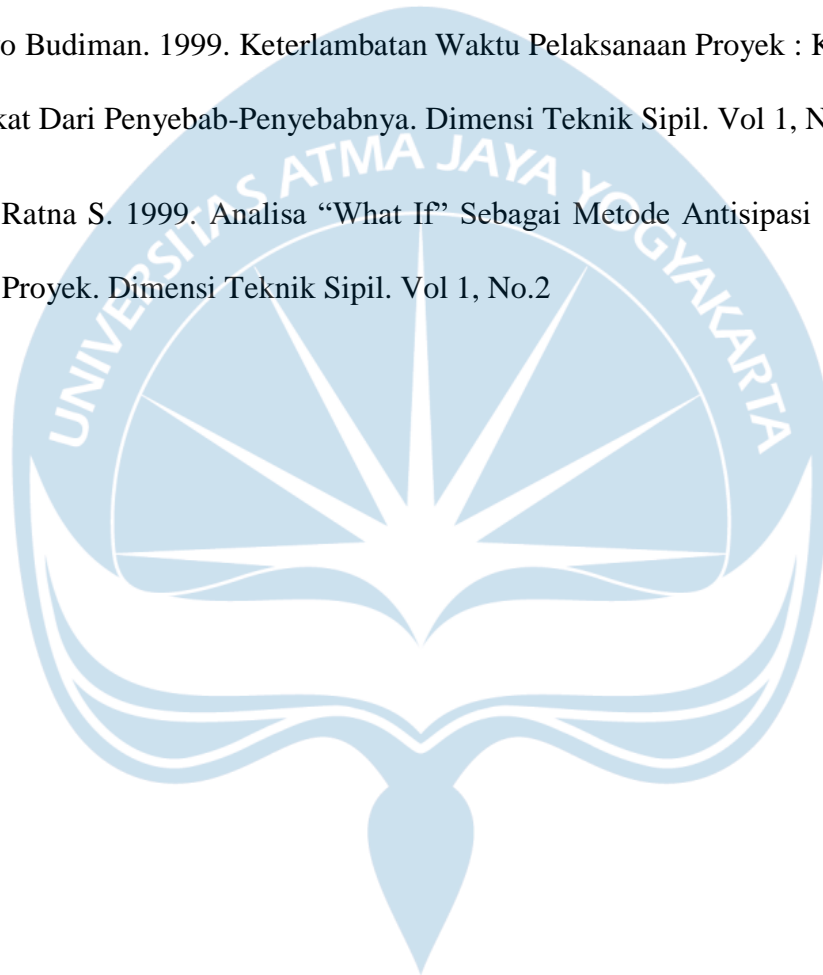 o Budiman. 1999. Keterlambatan Waktu Pelaksanaan Proyek : K
kat Dari Penyebab-Penyebabnya. Dimensi Teknik Sipil. Vol 1, N
UNIVERSITAS ATMA JAYA YOGYAKARTA
Ratna S. 1999. Analisa “What If” Sebagai Metode Antisipasi
Proyek. Dimensi Teknik Sipil. Vol 1, No.2